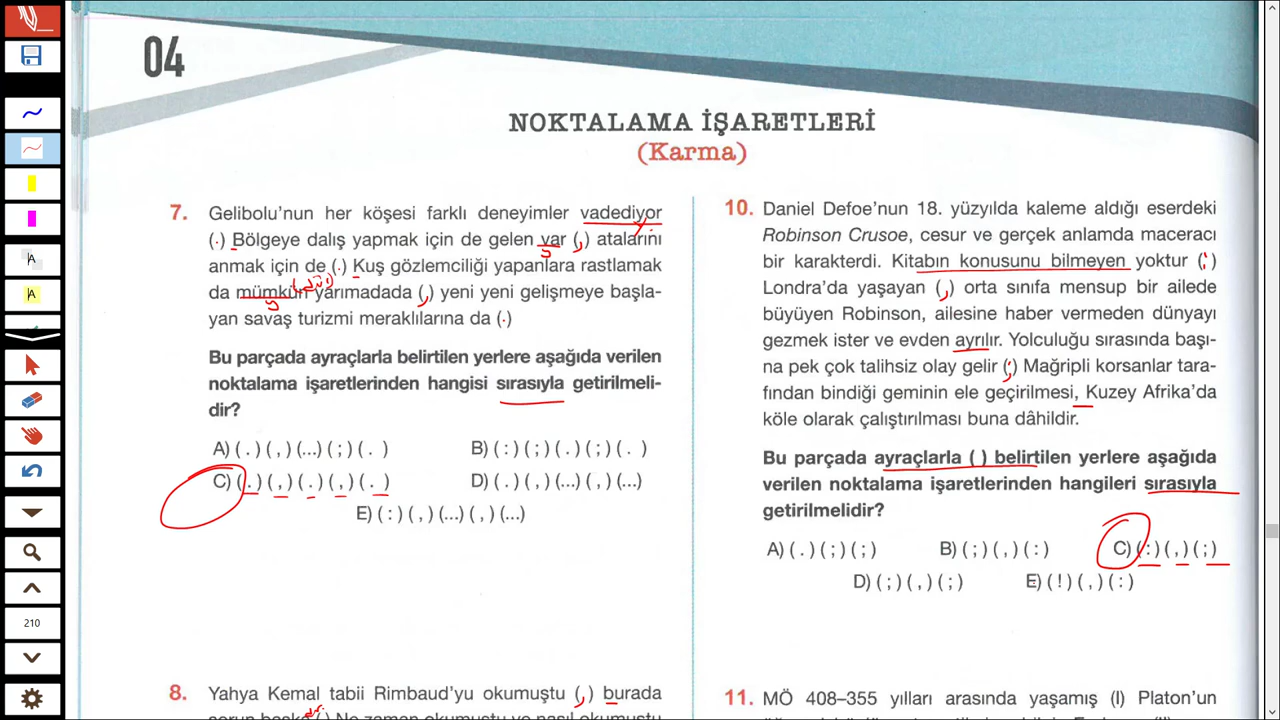 04
NOKTALAMA İŞARETLERİ
(Karma)
7. Gelibolu’nun her köşesi farklı deneyimler vadediyor
(.) Bölgeye dalış yapmak için de gelen var (,) atalarını
anmak için de (.) Kuş gözlemciliği yapanlara rastlamak
da mümkün yarımadada (,) yeni yeni gelişmeye başla-
yan savaş turizmi meraklılarına da (.)
Bu parçada ayraçlarla belirtilen yerlere aşağıda verilen
noktalama işaretlerinden hangisi sırasıyla getirilmeli-
dir?
A) ( . ) ( , ) (...) ( ; ) ( . )
B) ( : ) ( ; ) ( . ) ( ; ) ( . )
C) ( . ) ( , ) ( . ) ( , ) ( . )
D) ( . ) ( , ) (...) ( , ) (...)
E) ( : ) ( , ) (...) ( , ) (...)
8. Yahya Kemal tabii Rimbaud’yu okumuştu (,) burada
10. Daniel Defoe’nun 18. yüzyılda kaleme aldığı eserdeki
Robinson Crusoe, cesur ve gerçek anlamda maceracı
bir karakterdi. Kitabın konusunu bilmeyen yoktur (:)
Londra’da yaşayan (,) orta sınıfa mensup bir ailede
büyüyen Robinson, ailesine haber vermeden dünyayı
gezmek ister ve evden ayrılır. Yolculuğu sırasında başı-
na pek çok talihsiz olay gelir (;) Mağripli korsanlar tara-
fından bindiği geminin ele geçirilmesi, Kuzey Afrika’da
köle olarak çalıştırılması buna dâhildir.
Bu parçada ayraçlarla ( ) belirtilen yerlere aşağıda
verilen noktalama işaretlerinden hangileri sırasıyla
getirilmelidir?
A) ( . ) ( ; ) ( ; )
B) ( ; ) ( , ) ( : )
C) ( : ) ( , ) ( ; )
D) ( ; ) ( , ) ( ; )
E) ( ! ) ( , ) ( : )
11. MÖ 408–355 yılları arasında yaşamış (I) Platon’un
A
A
210